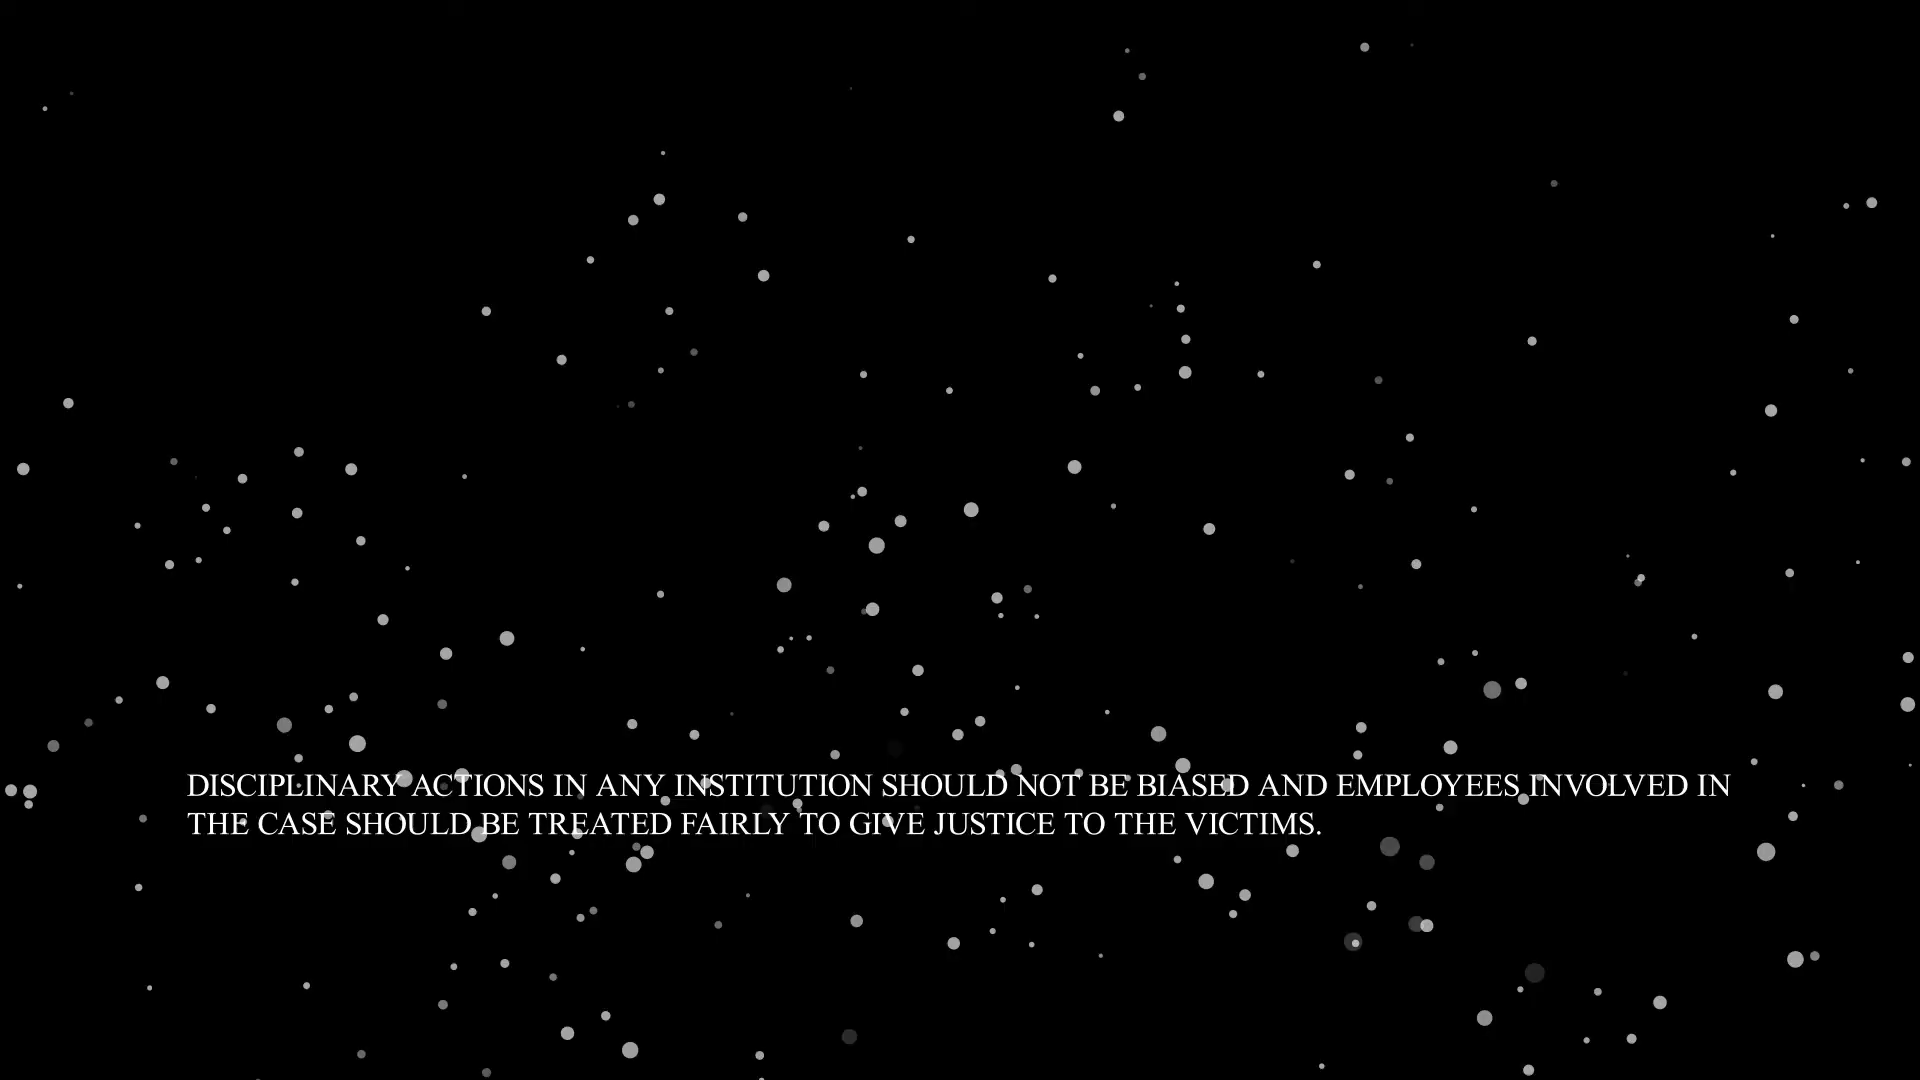 DISCIPLINARY ACTIONS IN ANY INSTITUTION SHOULD NOT BE BIASED AND EMPLOYEES INVOLVED IN
THE CASE SHOULD BE TREATED FAIRLY TO GIVE JUSTICE TO THE VICTIMS.